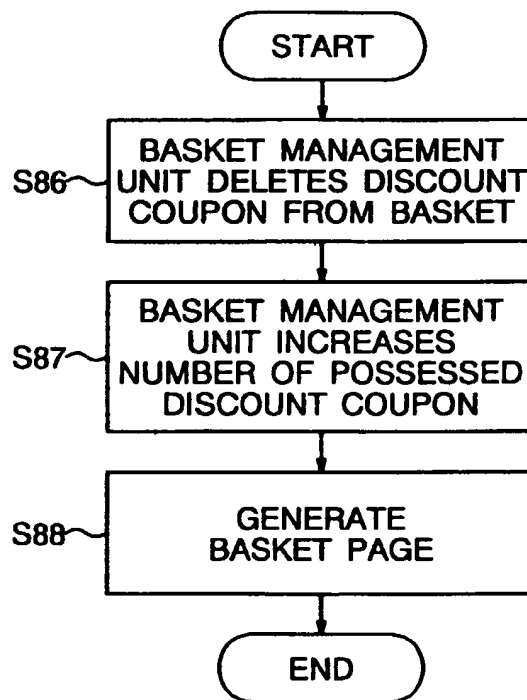 START
S86
BASKET MANAGEMENT
UNIT DELETES DISCOUNT
COUPON FROM BASKET
S87
BASKET MANAGEMENT
UNIT INCREASES
NUMBER OF POSSESSED
DISCOUNT COUPON
S88
GENERATE
BASKET PAGE
END